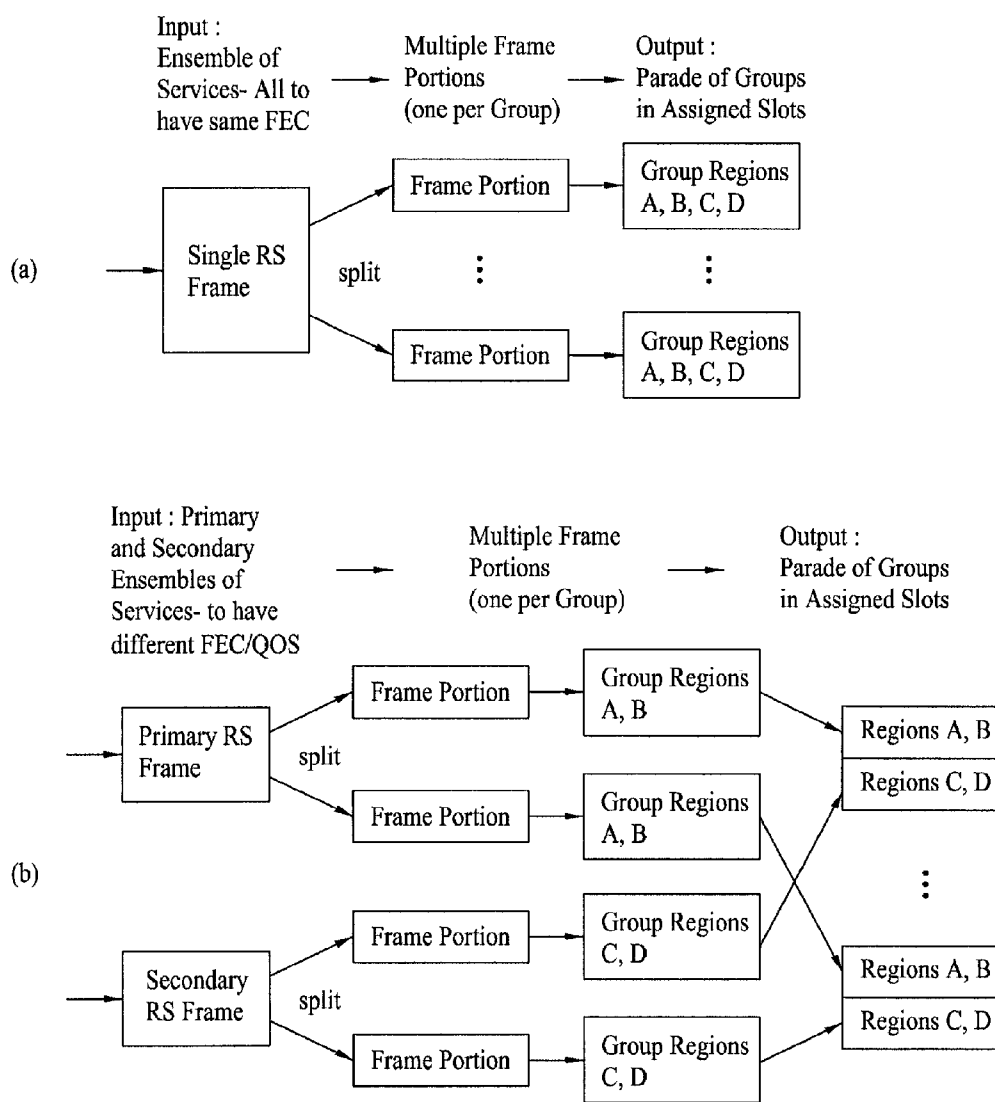 Input :
Ensemble of
Services- All to
have same FEC
Multiple Frame
Portions
(one per Group)
Output :
Parade of Groups
in Assigned Slots
(a)
Single RS
Frame
split
Frame Portion
Group Regions
A, B, C, D
Frame Portion
Group Regions
A, B, C, D
Input : Primary
and Secondary
Ensembles of
Services- to have
different FEC/QOS
Multiple Frame
Portions
(one per Group)
Output :
Parade of Groups
in Assigned Slots
(b)
Primary RS
Frame
split
Frame Portion
Group Regions
A, B
Frame Portion
Group Regions
A, B
Secondary
RS Frame
split
Frame Portion
Group Regions
C, D
Frame Portion
Group Regions
C, D
Regions A, B
Regions C, D
Regions A, B
Regions C, D